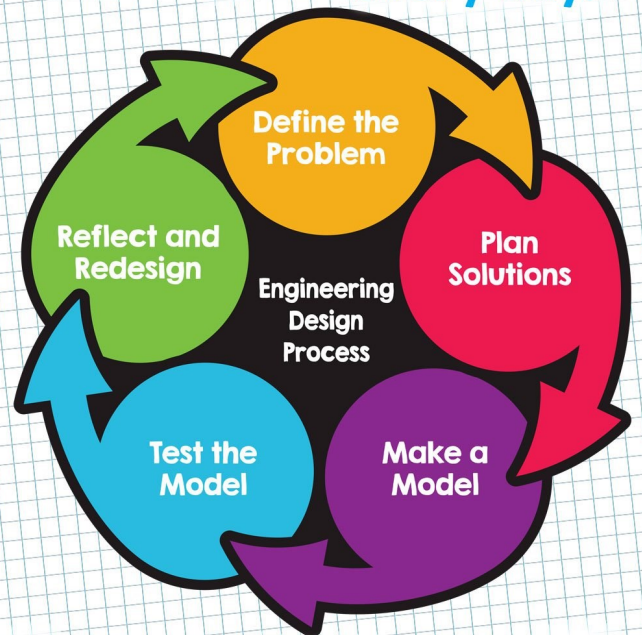 Define the
Problem
Plan
Solutions
Make a
Model
Test the
Model
Reflect and
Redesign
Engineering
Design
Process